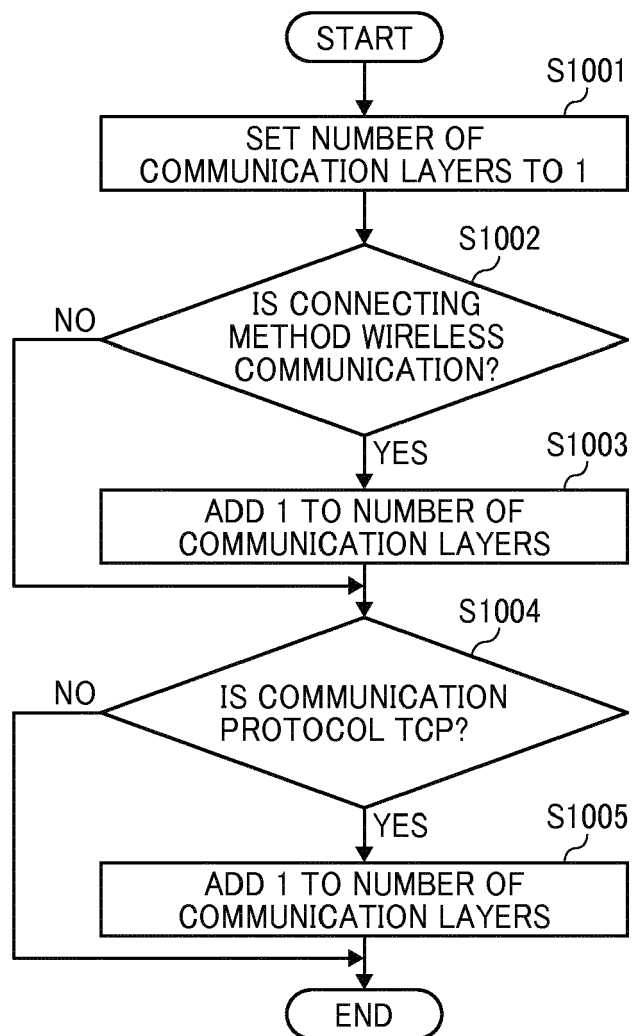 START
S1001
SET NUMBER OF
COMMUNICATION LAYERS TO 1
S1002
IS CONNECTING
METHOD WIRELESS
COMMUNICATION?
NO
YES
S1003
ADD 1 TO NUMBER OF
COMMUNICATION LAYERS
S1004
IS COMMUNICATION
PROTOCOL TCP?
NO
YES
S1005
ADD 1 TO NUMBER OF
COMMUNICATION LAYERS
END